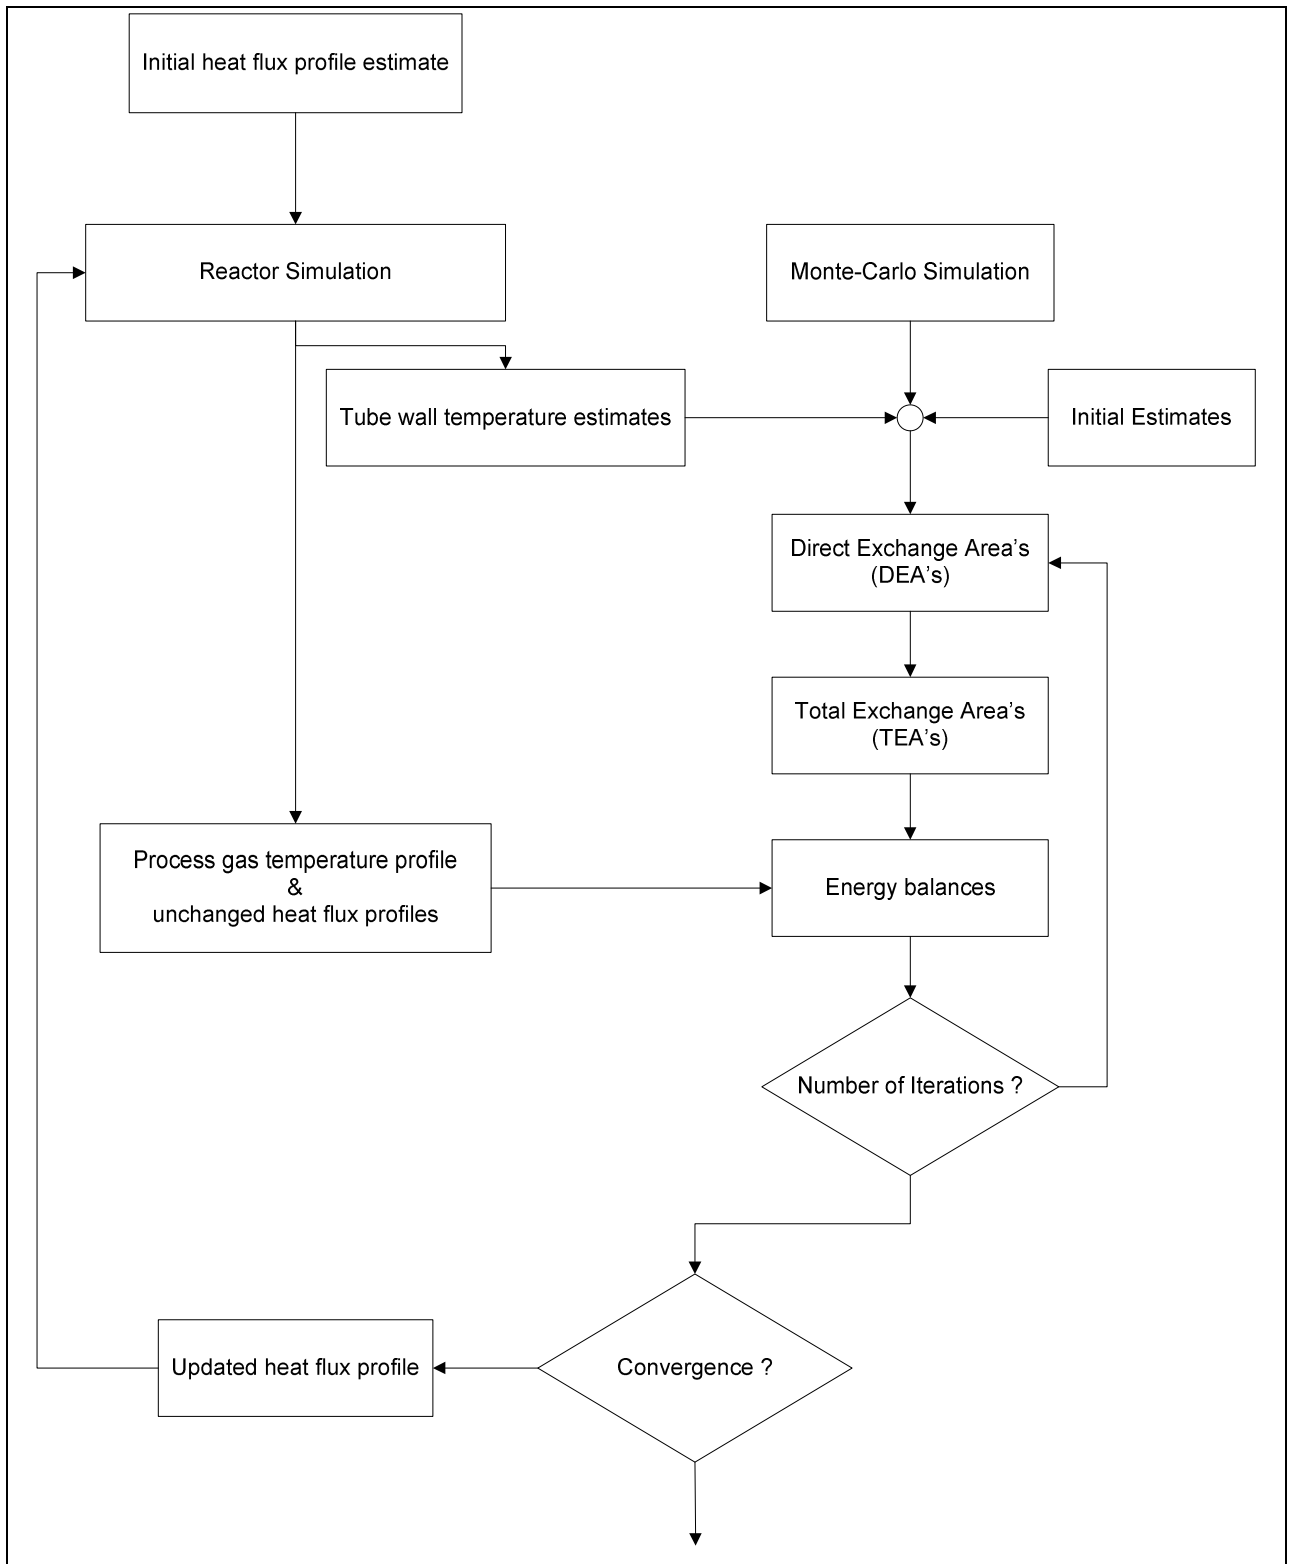 Initial heat flux profile estimate
Reactor Simulation
Monte-Carlo Simulation
Tube wall temperature estimates
Initial Estimates
Direct Exchange Area’s
(DEA’s)
Total Exchange Area’s
(TEA’s)
Process gas temperature profile
&
unchanged heat flux profiles
Energy balances
Number of Iterations ?
Updated heat flux profile
Convergence ?